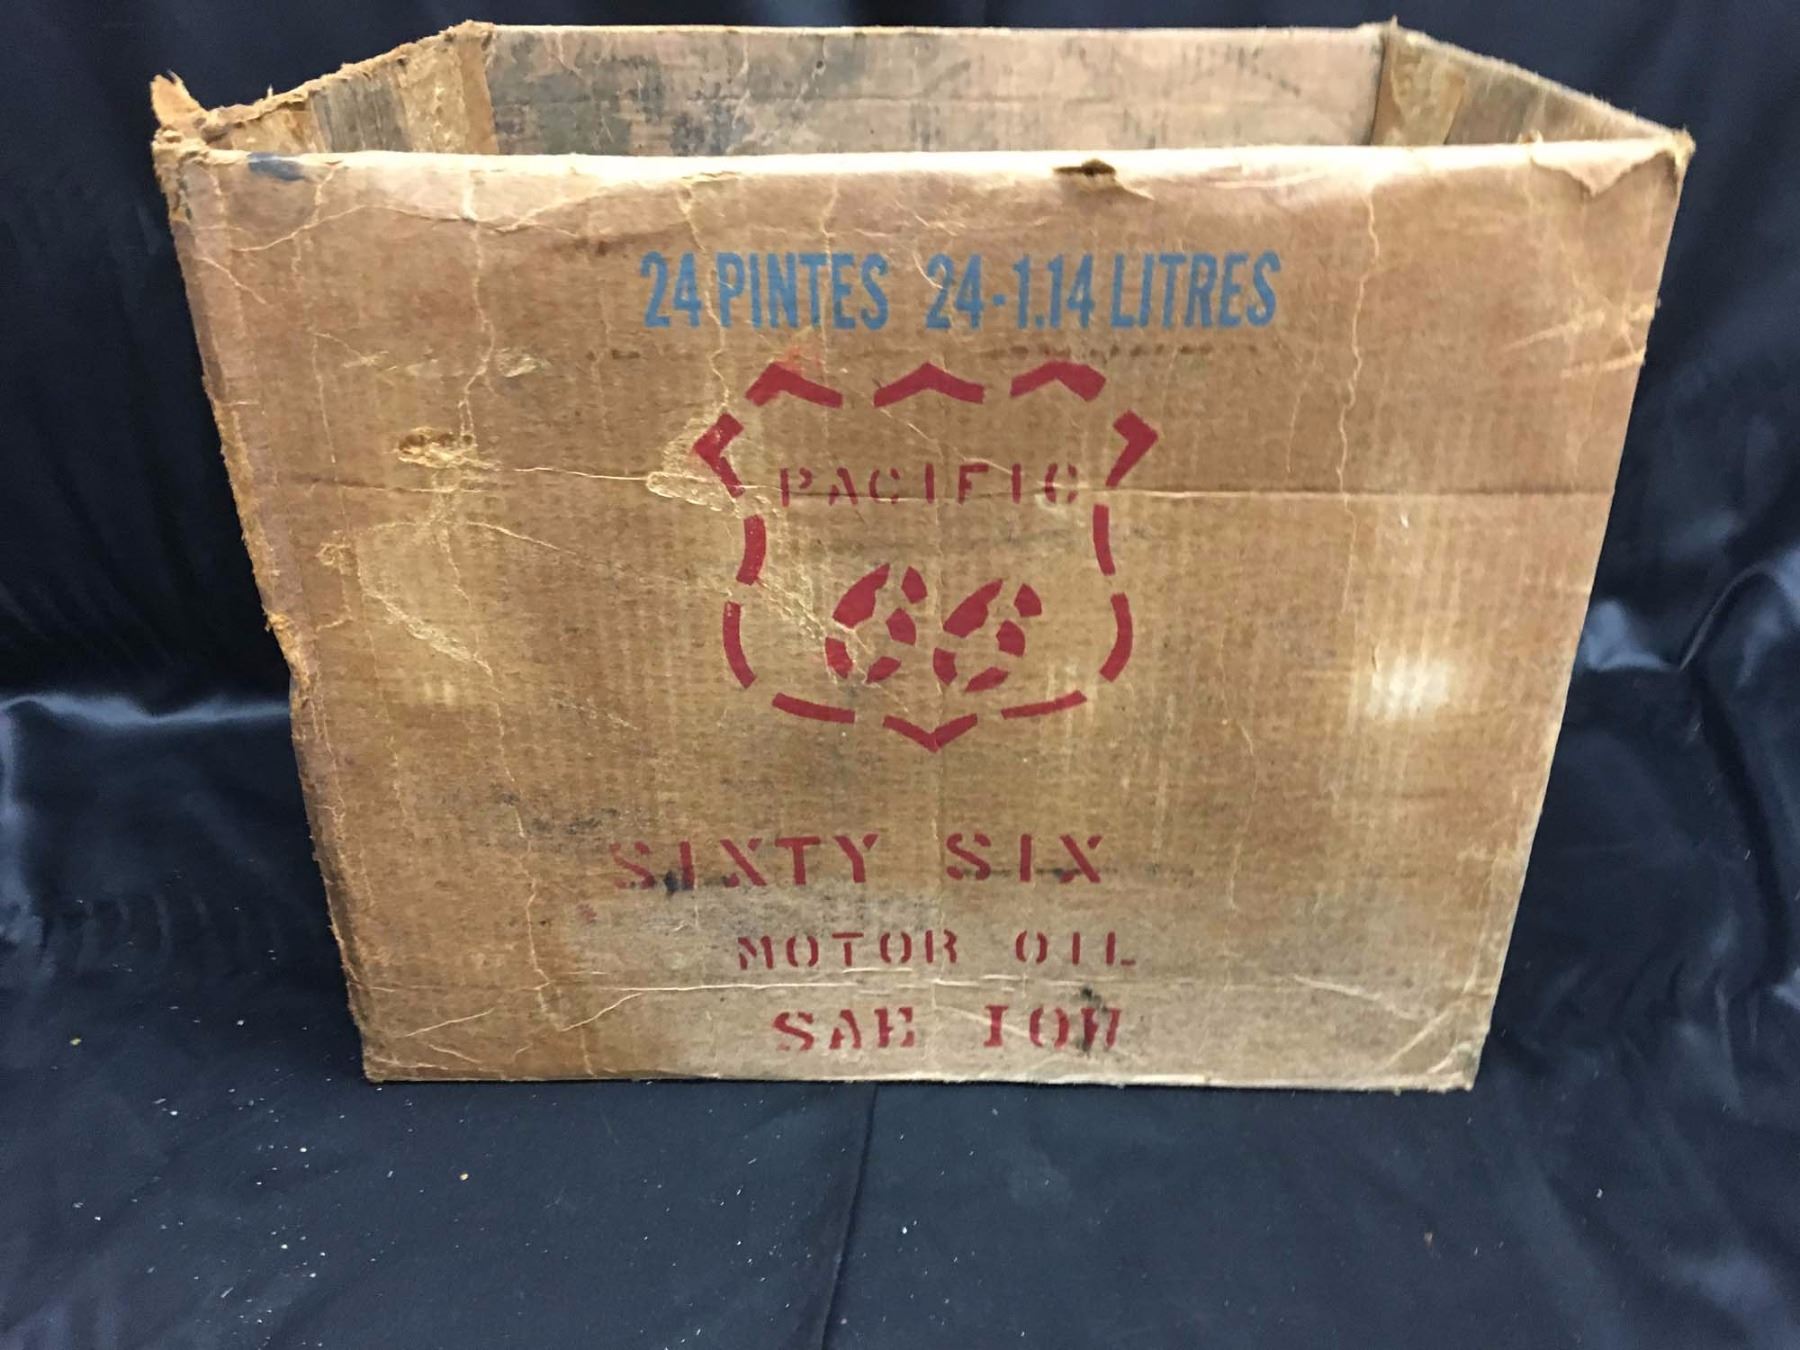 24 PINTES 24-1.14 LITRES
PACIFIC
66
SIXTY SIX
MOTOR OIL
SAE 10W